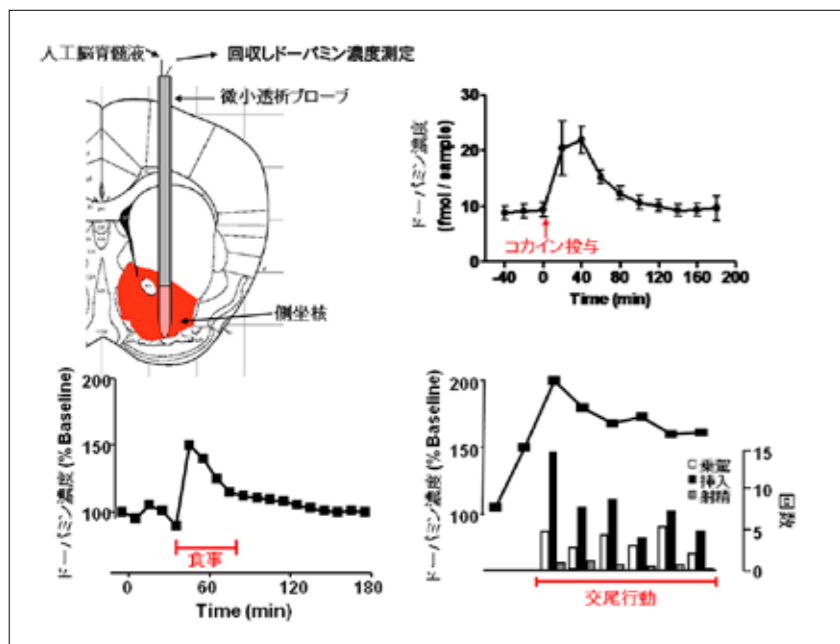 人工脳脊髄液
回収しドーパミン濃度測定
微小透析プローブ
側坐核
ドーパミン濃度
(fmol / sample)
30
20
10
0
コカイン投与
-40 0 40 80 120 160 200
Time (min)
ドーパミン濃度 (% Baseline)
200
150
100
食事
0 60 120 180
Time (min)
ドーパミン濃度 (% Baseline)
200
150
100
乗駕
挿入
射精
15
10
5
0
回数
交尾行動